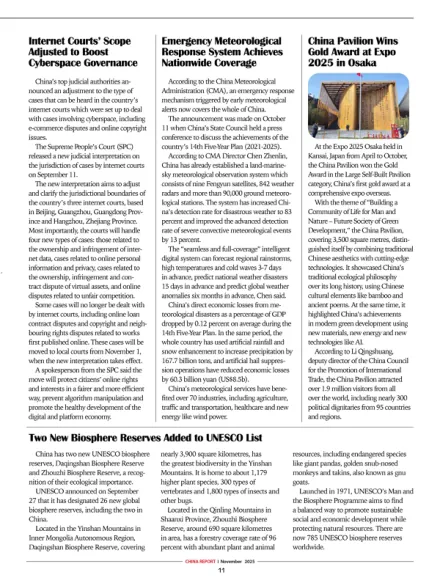 Internet Courts' Scope
Adjusted to Boost
Cyberspace Governance
China's top judicial authorities an-
nounced an adjustment to the type of
cases that can be heard in the country's
internet courts which were set up to deal
with cases involving cyberspace, including
e-commerce disputes and online copyright
issues.
The Supreme People's Court (SPC)
released a new judicial interpretation on
the jurisdiction of cases by internet courts
on September 11.
The new interpretation aims to adjust
and clarify the jurisdictional boundaries of
the country's three internet courts, based
in Beijing, Guangzhou, Guangdong Prov-
ince and Hangzhou, Zhejiang Province.
Most importantly, the courts will handle
four new types of cases: those related to
the ownership and infringement of inter-
net data, cases related to online personal
information and privacy, cases related to
the ownership, infringement and con-
tract dispute of virtual assets, and online
disputes related to unfair competition.
Some cases will no longer be dealt with
by internet courts, including online loan
contract disputes and copyright and neigh-
bouring rights disputes related to works
first published online. These cases will be
moved to local courts from November 1,
when the new interpretation takes effect.
A spokesperson from the SPC said the
move will protect citizens' online rights
and interests in a fairer and more efficient
way, prevent algorithm manipulation and
promote the healthy development of the
digital and platform economy.
Emergency Meteorological
Response System Achieves
Nationwide Coverage
According to the China Meteorological
Administration (CMA), an emergency response
mechanism triggered by early meteorological
alerts now covers the whole of China.
The announcement was made on October
11 when China's State Council held a press
conference to discuss the achievements of the
country's 14th Five-Year Plan (2021-2025).
According to CMA Director Chen Zhenlin,
China has already established a land-marine-
sky meteorological observation system which
consists of nine Fengyun satellites, 842 weather
radars and more than 90,000 ground meteoro-
logical stations. The system has increased Chi-
na's detection rate for disastrous weather to 83
percent and improved the advanced detection
rate of severe convective meteorological events
by 13 percent.
The "seamless and full-coverage" intelligent
digital system can forecast regional rainstorms,
high temperatures and cold waves 3-7 days
in advance, predict national weather disasters
15 days in advance and predict global weather
anomalies six months in advance, Chen said.
China's direct economic losses from me-
teorological disasters as a percentage of GDP
dropped by 0.12 percent on average during the
14th Five-Year Plan. In the same period, the
whole country has used artificial rainfall and
snow enhancement to increase precipitation by
167.7 billion tons, and artificial hail suppres-
sion operations have reduced economic losses
by 60.3 billion yuan (US$8.5b).
China's meteorological services have bene-
fited over 70 industries, including agriculture,
traffic and transportation, healthcare and new
energy like wind power.
China Pavilion Wins
Gold Award at Expo
2025 in Osaka
At the Expo 2025 Osaka held in
Kansai, Japan from April to October,
the China Pavilion won the Gold
Award in the Large Self-Built Pavilion
category, China's first gold award at a
comprehensive expo overseas.
With the theme of "Building a
Community of Life for Man and
Nature – Future Society of Green
Development," the China Pavilion,
covering 3,500 square metres, distin-
guished itself by combining traditional
Chinese aesthetics with cutting-edge
technologies. It showcased China's
traditional ecological philosophy
over its long history, using Chinese
cultural elements like bamboo and
ancient poems. At the same time, it
highlighted China's achievements
in modern green development using
new materials, new energy and new
technologies like AI.
According to Li Qingshuang,
deputy director of the China Council
for the Promotion of International
Trade, the China Pavilion attracted
over 1.9 million visitors from all
over the world, including nearly 300
political dignitaries from 95 countries
and regions.
Two New Biosphere Reserves Added to UNESCO List
China has two new UNESCO biosphere
reserves, Daqingshan Biosphere Reserve
and Zhouzhi Biosphere Reserve, a recog-
nition of their ecological importance.
UNESCO announced on September
27 that it has designated 26 new global
biosphere reserves, including the two in
China.
Located in the Yinshan Mountains in
Inner Mongolia Autonomous Region,
Daqingshan Biosphere Reserve, covering
nearly 3,900 square kilometres, has
the greatest biodiversity in the Yinshan
Mountains. It is home to about 1,179
higher plant species, 300 types of
vertebrates and 1,800 types of insects and
other bugs.
Located in the Qinling Mountains in
Shaanxi Province, Zhouzhi Biosphere
Reserve, around 690 square kilometres
in area, has a forestry coverage rate of 96
percent with abundant plant and animal
resources, including endangered species
like giant pandas, golden snub-nosed
monkeys and takins, also known as gnu
goats.
Launched in 1971, UNESCO's Man and
the Biosphere Programme aims to find
a balanced way to promote sustainable
social and economic development while
protecting natural resources. There are
now 785 UNESCO biosphere reserves
worldwide.
CHINA REPORT | November 2025
11